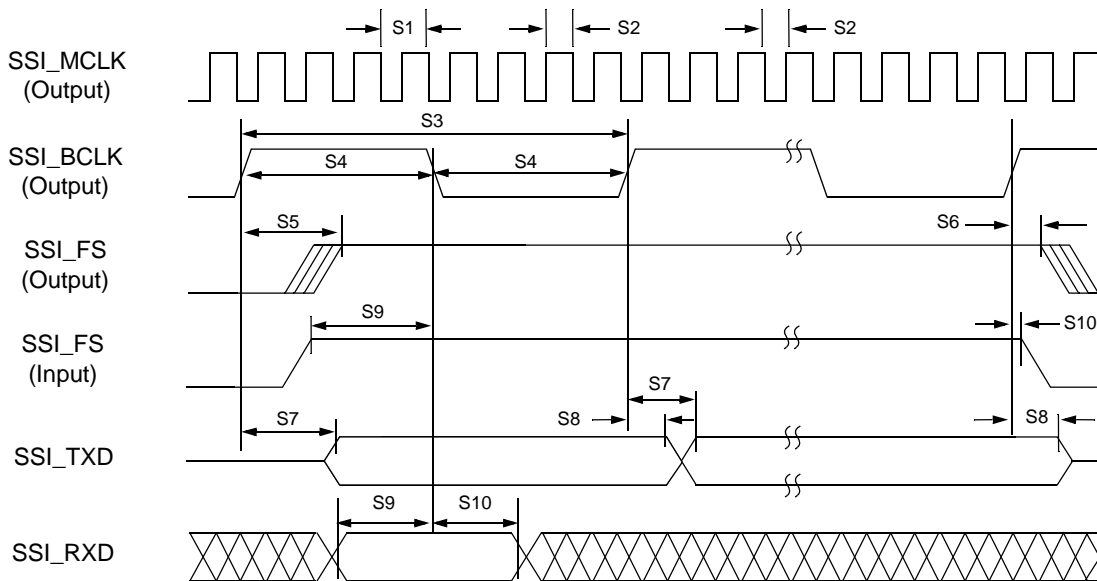 S1 S2 S2
SSI_MCLK
(Output)
S3
SSI_BCLK
(Output)
S4 S4
S5 S6
SSI_FS
(Output)
S9 S10
SSI_FS
(Input)
S7
S7 S8 S8
SSI_TXD
S9 S10
SSI_RXD